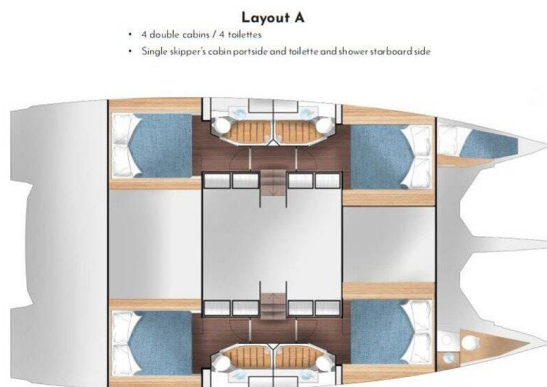 Layout A
• 4 double cabins / 4 toilettes
• Single skipper's cabin portside and toilette and shower starboard side